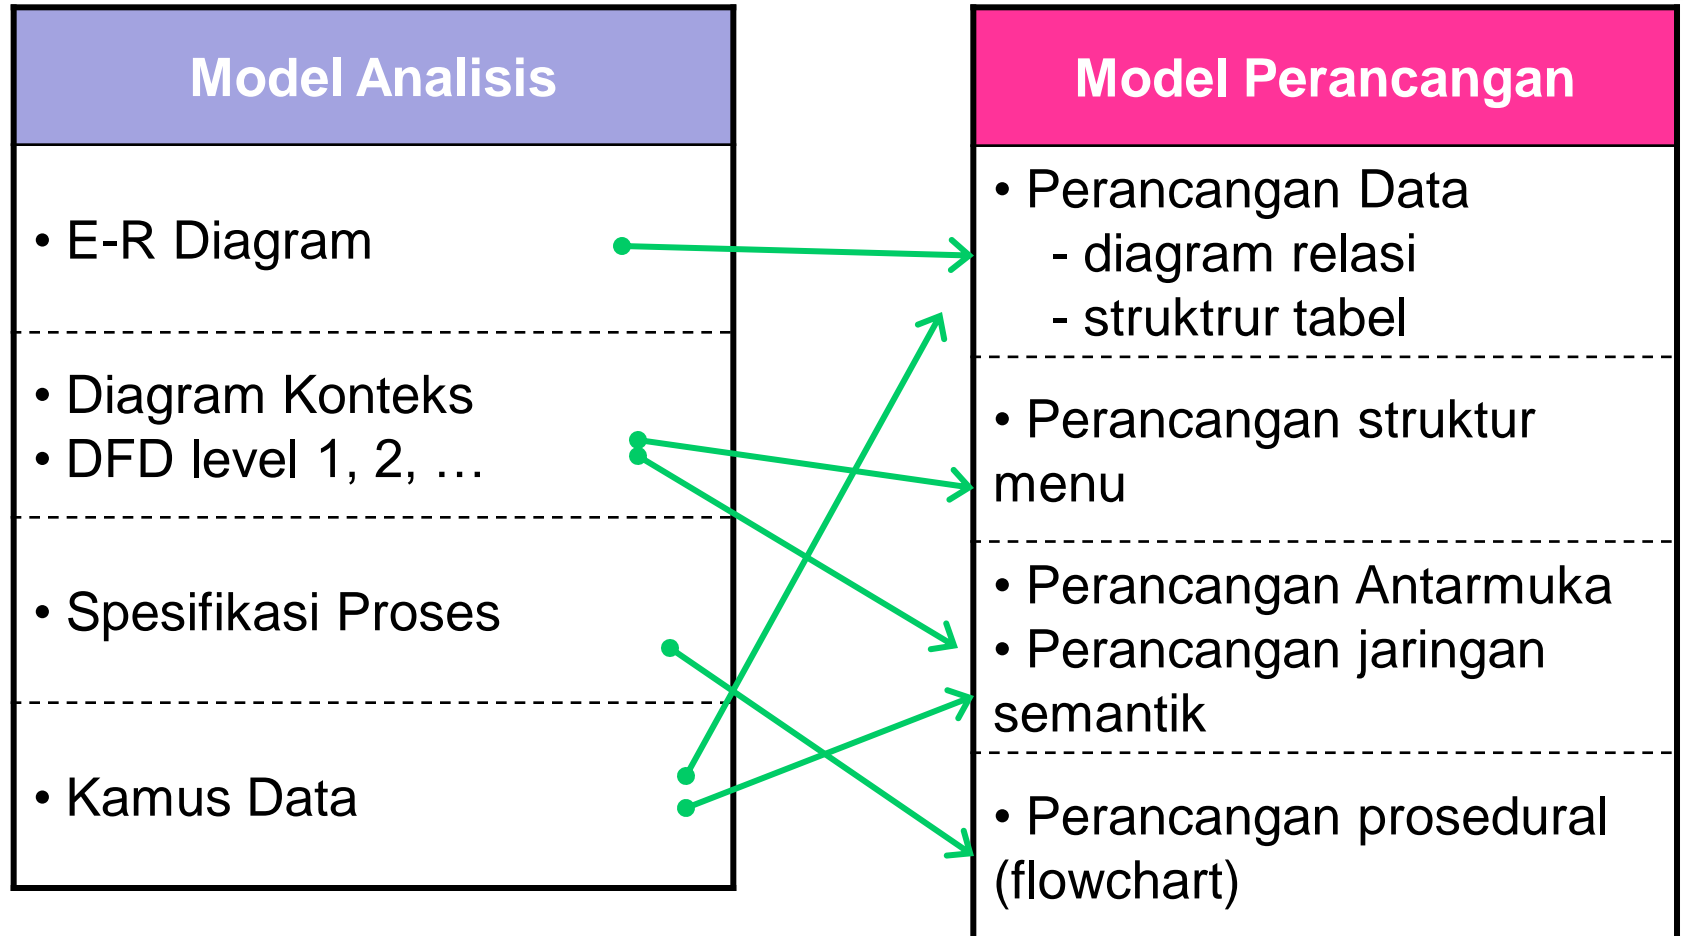 Model Analisis
• E-R Diagram
• Diagram Konteks
• DFD level 1, 2, …
• Spesifikasi Proses
• Kamus Data
Model Perancangan
• Perancangan Data
- diagram relasi
- struktrur tabel
• Perancangan struktur
menu
• Perancangan Antarmuka
• Perancangan jaringan
semantik
• Perancangan prosedural
(flowchart)